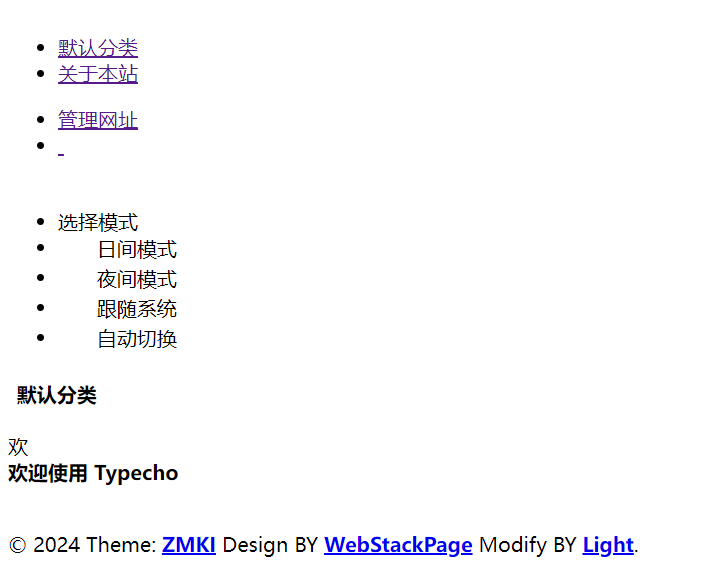 默认分类
关于本站
管理网址
选择模式
日间模式
夜间模式
跟随系统
自动切换
默认分类
欢
欢迎使用 Typecho
© 2024 Theme: ZMKI Design BY WebStackPage Modify BY Light.